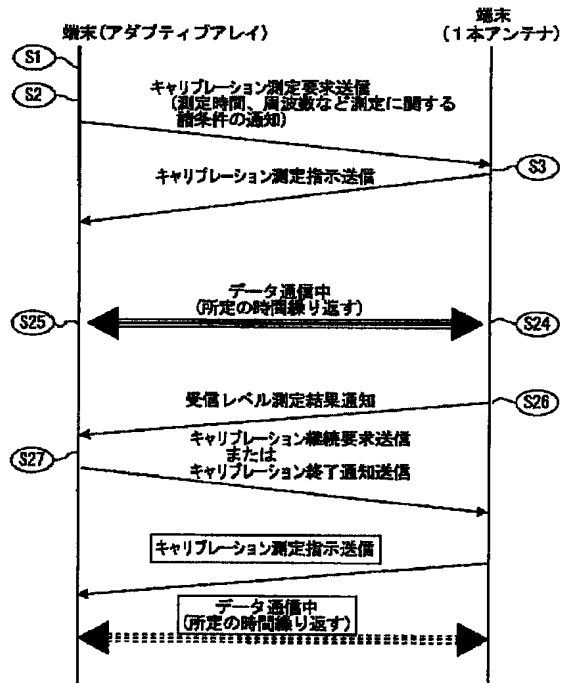 端末(アダプティブアレイ)
端末
(1本アンテナ)
S1
S2
キャリブレーション測定要求送信
(測定時間、周波数など測定に関する
諸条件の通知)
S3
キャリブレーション測定指示送信
データ通信中
(所定の時間繰り返す)
S25
S24
受信レベル測定結果通知
S26
キャリブレーション継続要求送信
または
キャリブレーション終了通知送信
S27
キャリブレーション測定指示送信
データ通信中
(所定の時間繰り返す)